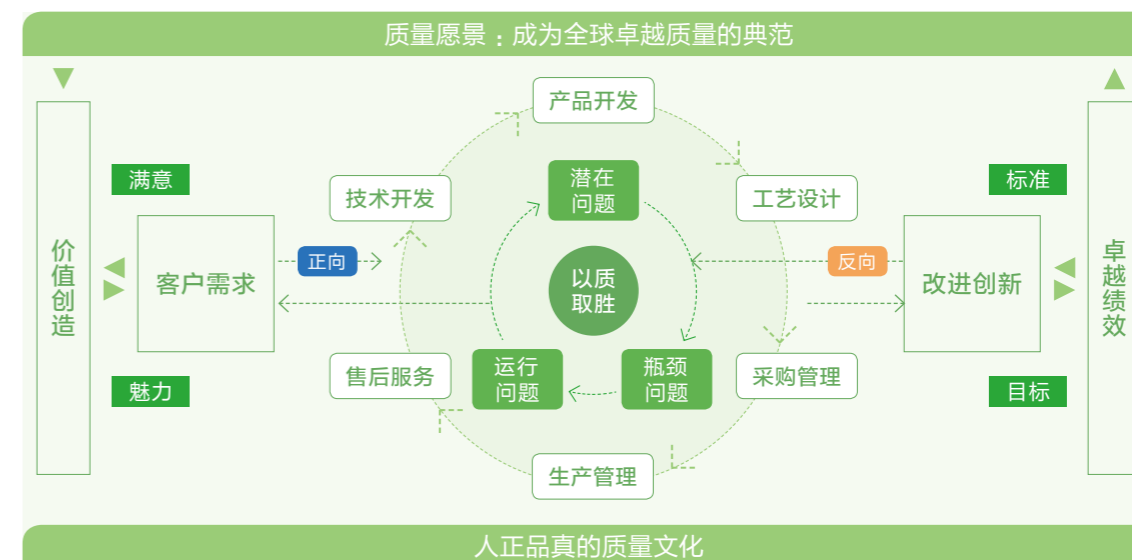 质量愿景：成为全球卓越质量的典范
产品开发
满意
技术开发
潜在
问题
工艺设计
标准
价值创造
客户需求
正向
以质
取胜
反向
改进创新
卓越绩效
魅力
售后服务
运行
问题
瓶颈
问题
采购管理
目标
生产管理
人正品真的质量文化